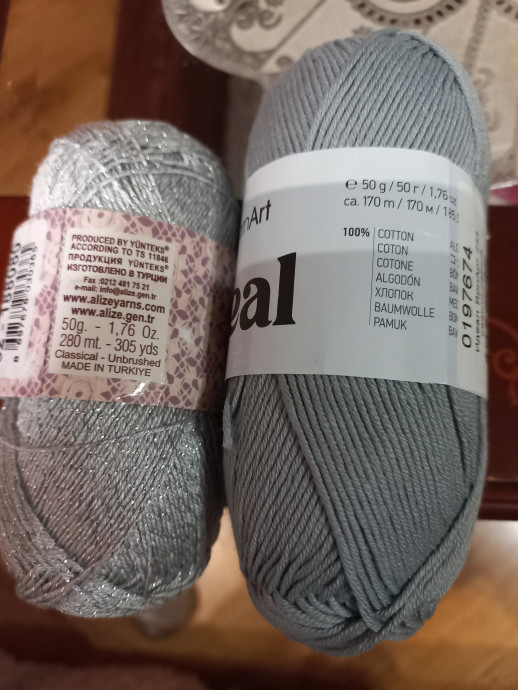 PRODUCED BY YÜNTEKS®
ACCORDING TO TS 11846
ПРОДУКЦИЯ YÜNTEKS®
ИЗГОТОВЛЕНО В ТУРЦИИ
Fax : 0212 481 75 21
e-mail: info@alize.gen.tr
www.alizeyarns.com
www.alize.gen.tr
50g. - 1,76 Oz.
280 mt. - 305 yds
Classical - Unbrushed
MADE IN TURKIYE
nArt
eal
e 50 g / 50 г / 1,76 oz
ca. 170 m / 170 м / 185,
100%
COTTON
COTON
COTONE
ALGODÓN
ХЛОПОК
BAUMWOLLE
PAMUK
0197674